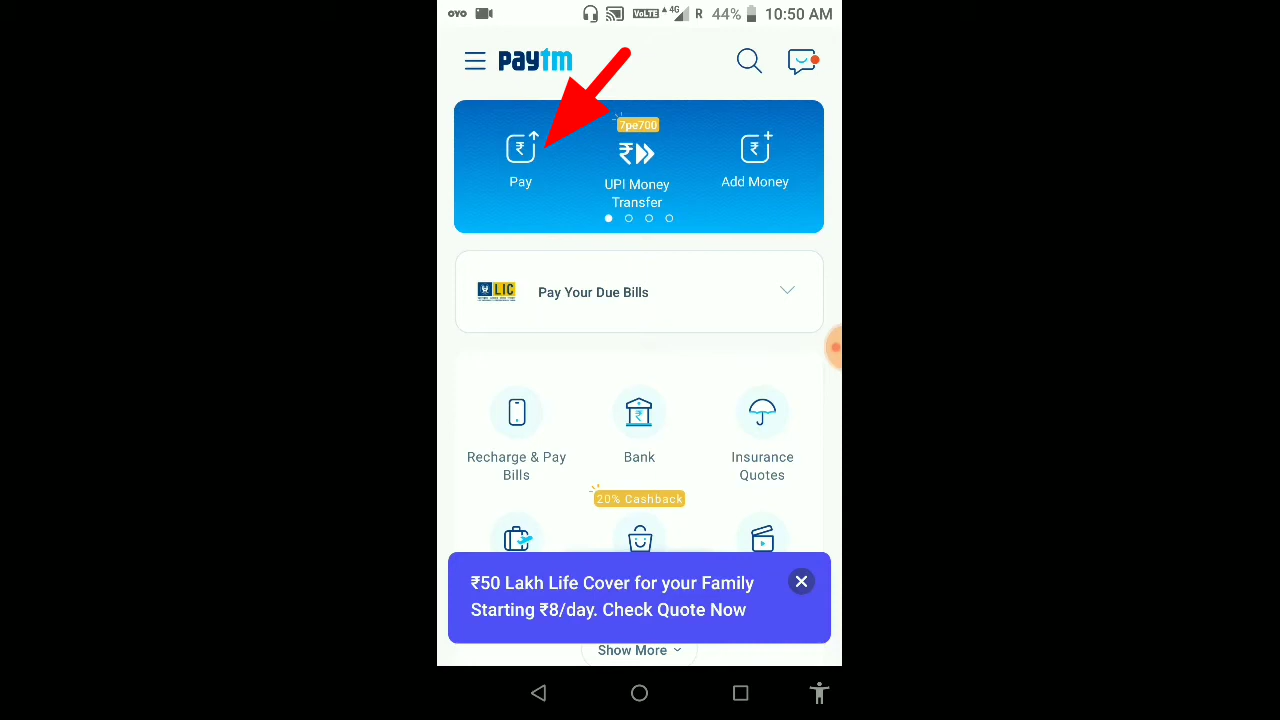 OYO VoLTE 4G R 44% 10:50 AM
paytm
7pe700
Pay
UPI Money
Transfer
Add Money
LIC
Pay Your Due Bills
Recharge & Pay
Bills
Bank
Insurance
Quotes
20% Cashback
₹50 Lakh Life Cover for your Family
Starting ₹8/day. Check Quote Now
Show More